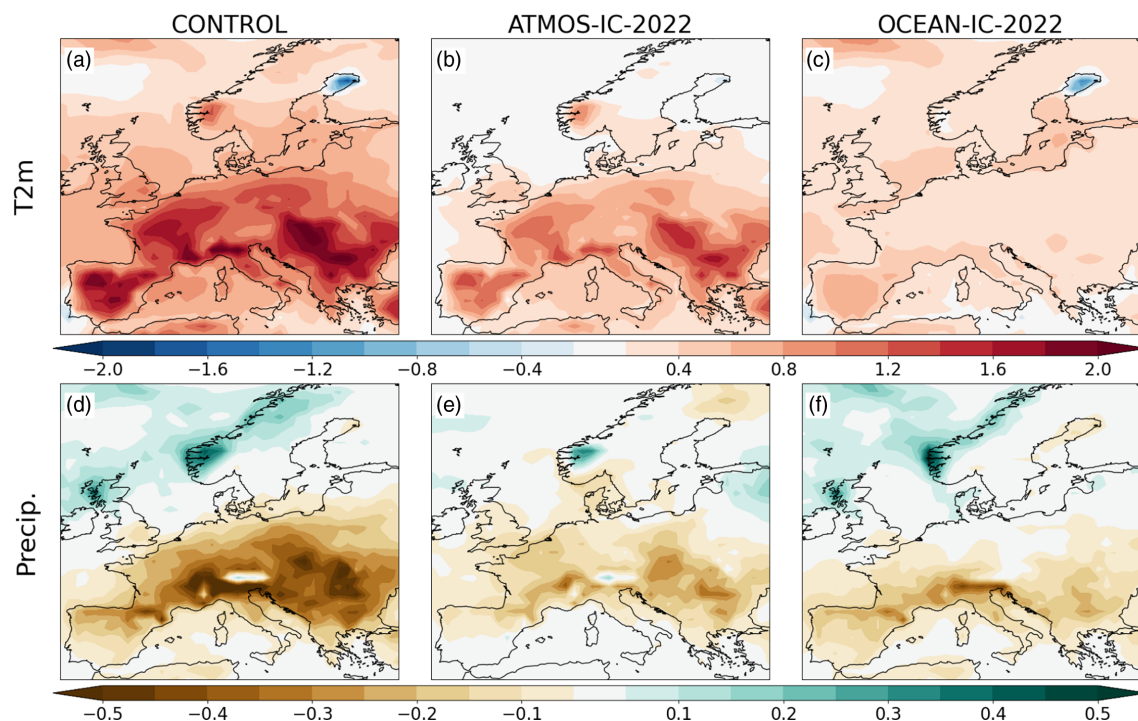 CONTROL ATMOS-IC-2022 OCEAN-IC-2022
T2m (a) (b) (c)
−2.0 −1.6 −1.2 −0.8 −0.4 0.4 0.8 1.2 1.6 2.0
Precip. (d) (e) (f)
−0.5 −0.4 −0.3 −0.2 −0.1 0.1 0.2 0.3 0.4 0.5